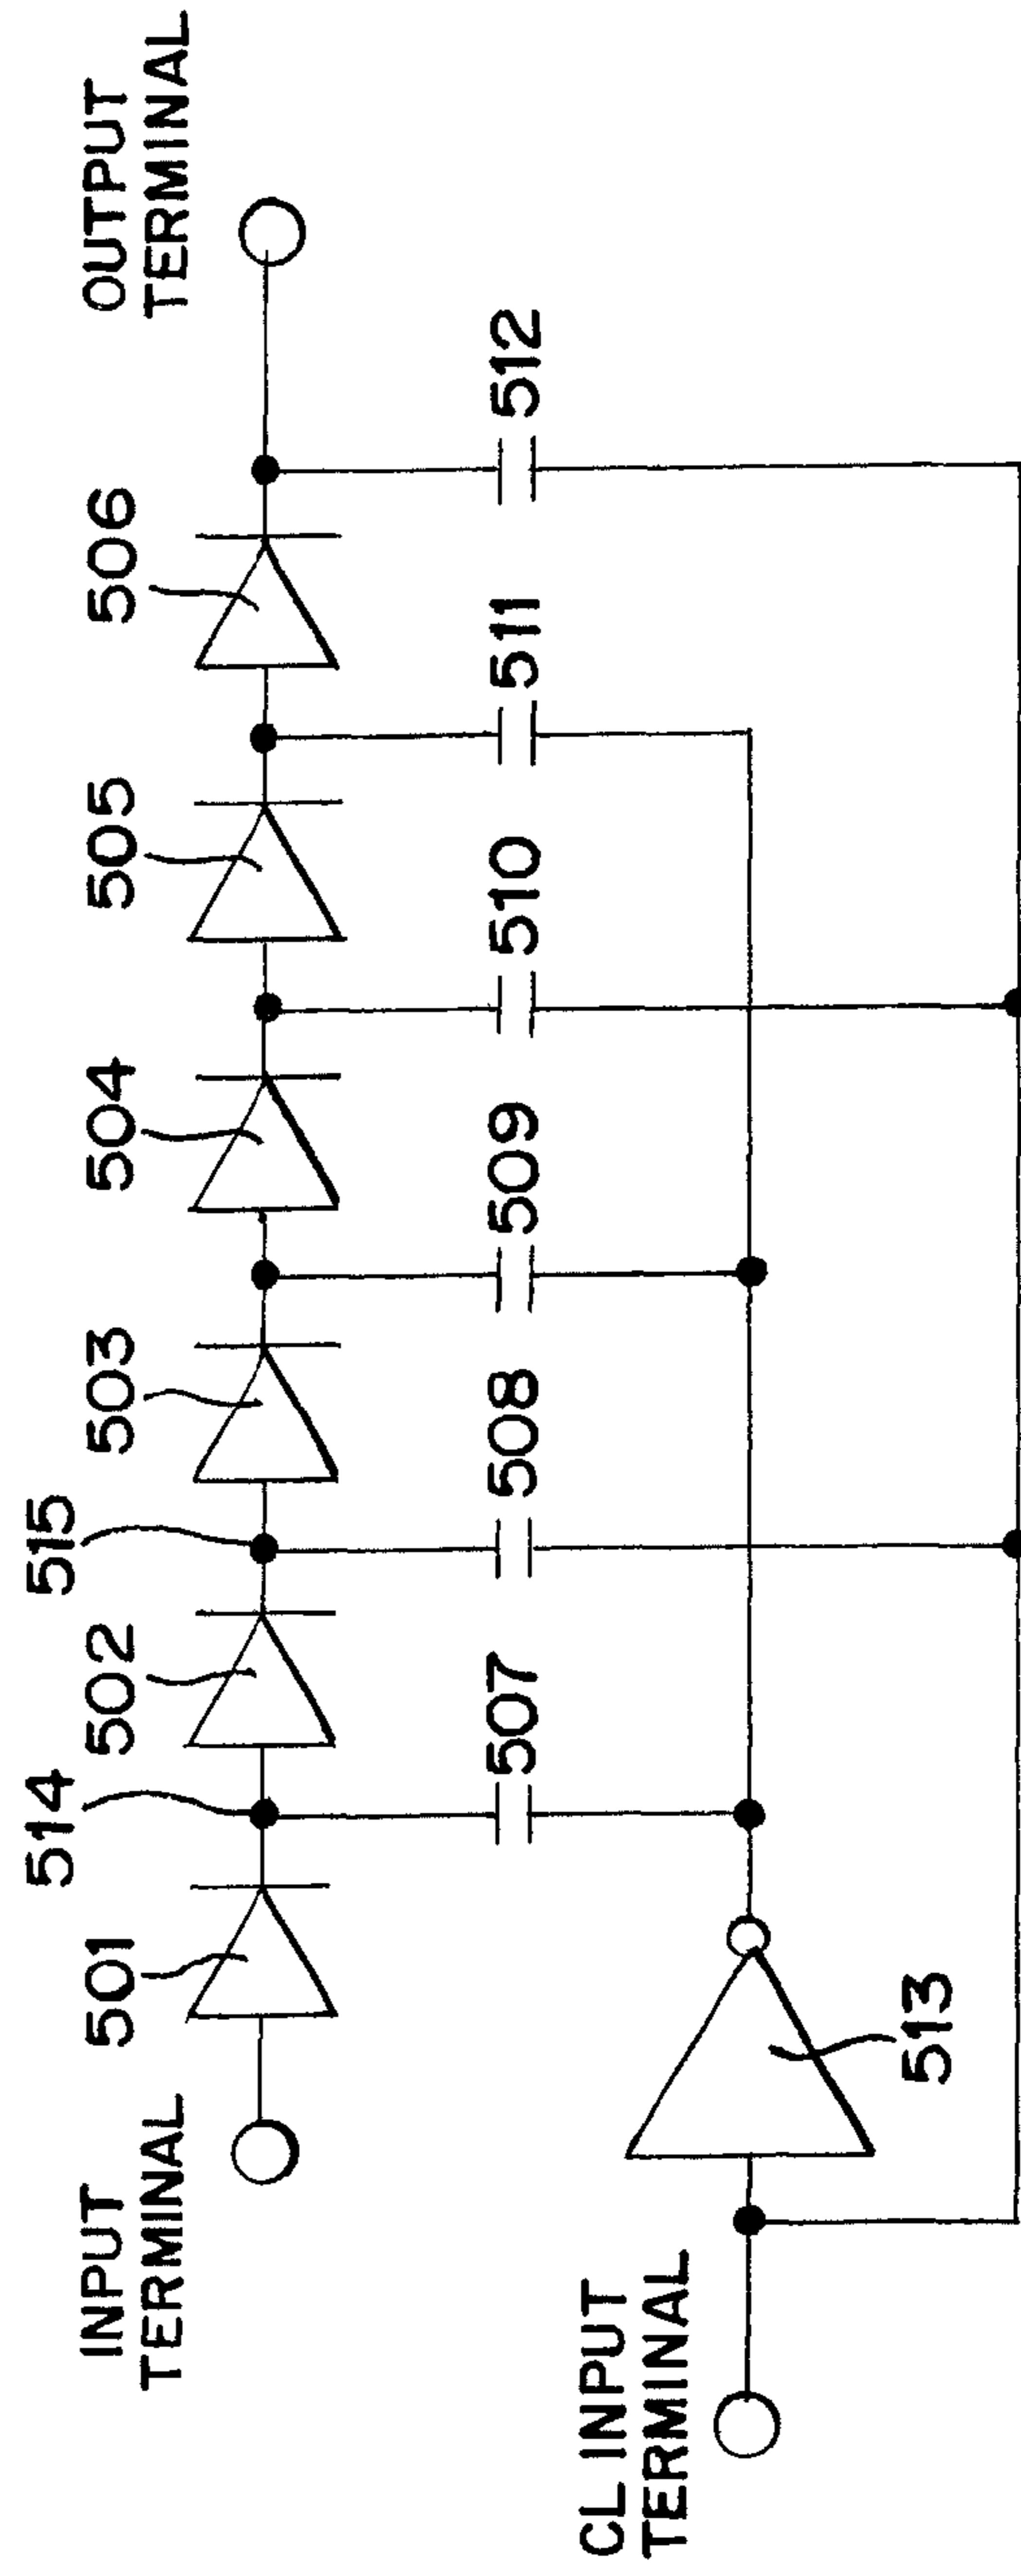 OUTPUT
TERMINAL
514
515
501
502
503
504
505
506
INPUT
TERMINAL
507
508
509
510
511
512
513
CL INPUT
TERMINAL